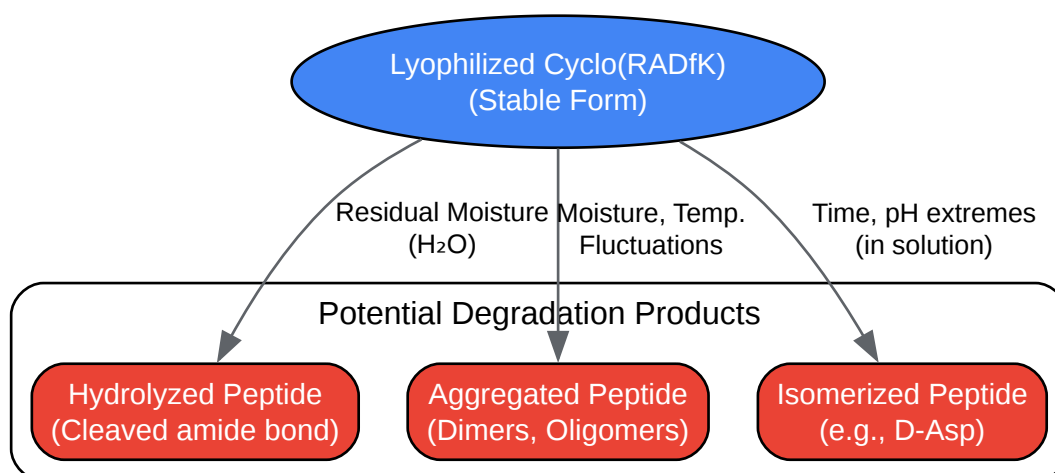 Lyophilized Cyclo(RADfK)
(Stable Form)
Residual Moisture
(H₂O)
Moisture, Temp.
Fluctuations
Time, pH extremes
(in solution)
Potential Degradation Products
Hydrolyzed Peptide
(Cleaved amide bond)
Aggregated Peptide
(Dimers, Oligomers)
Isomerized Peptide
(e.g., D-Asp)